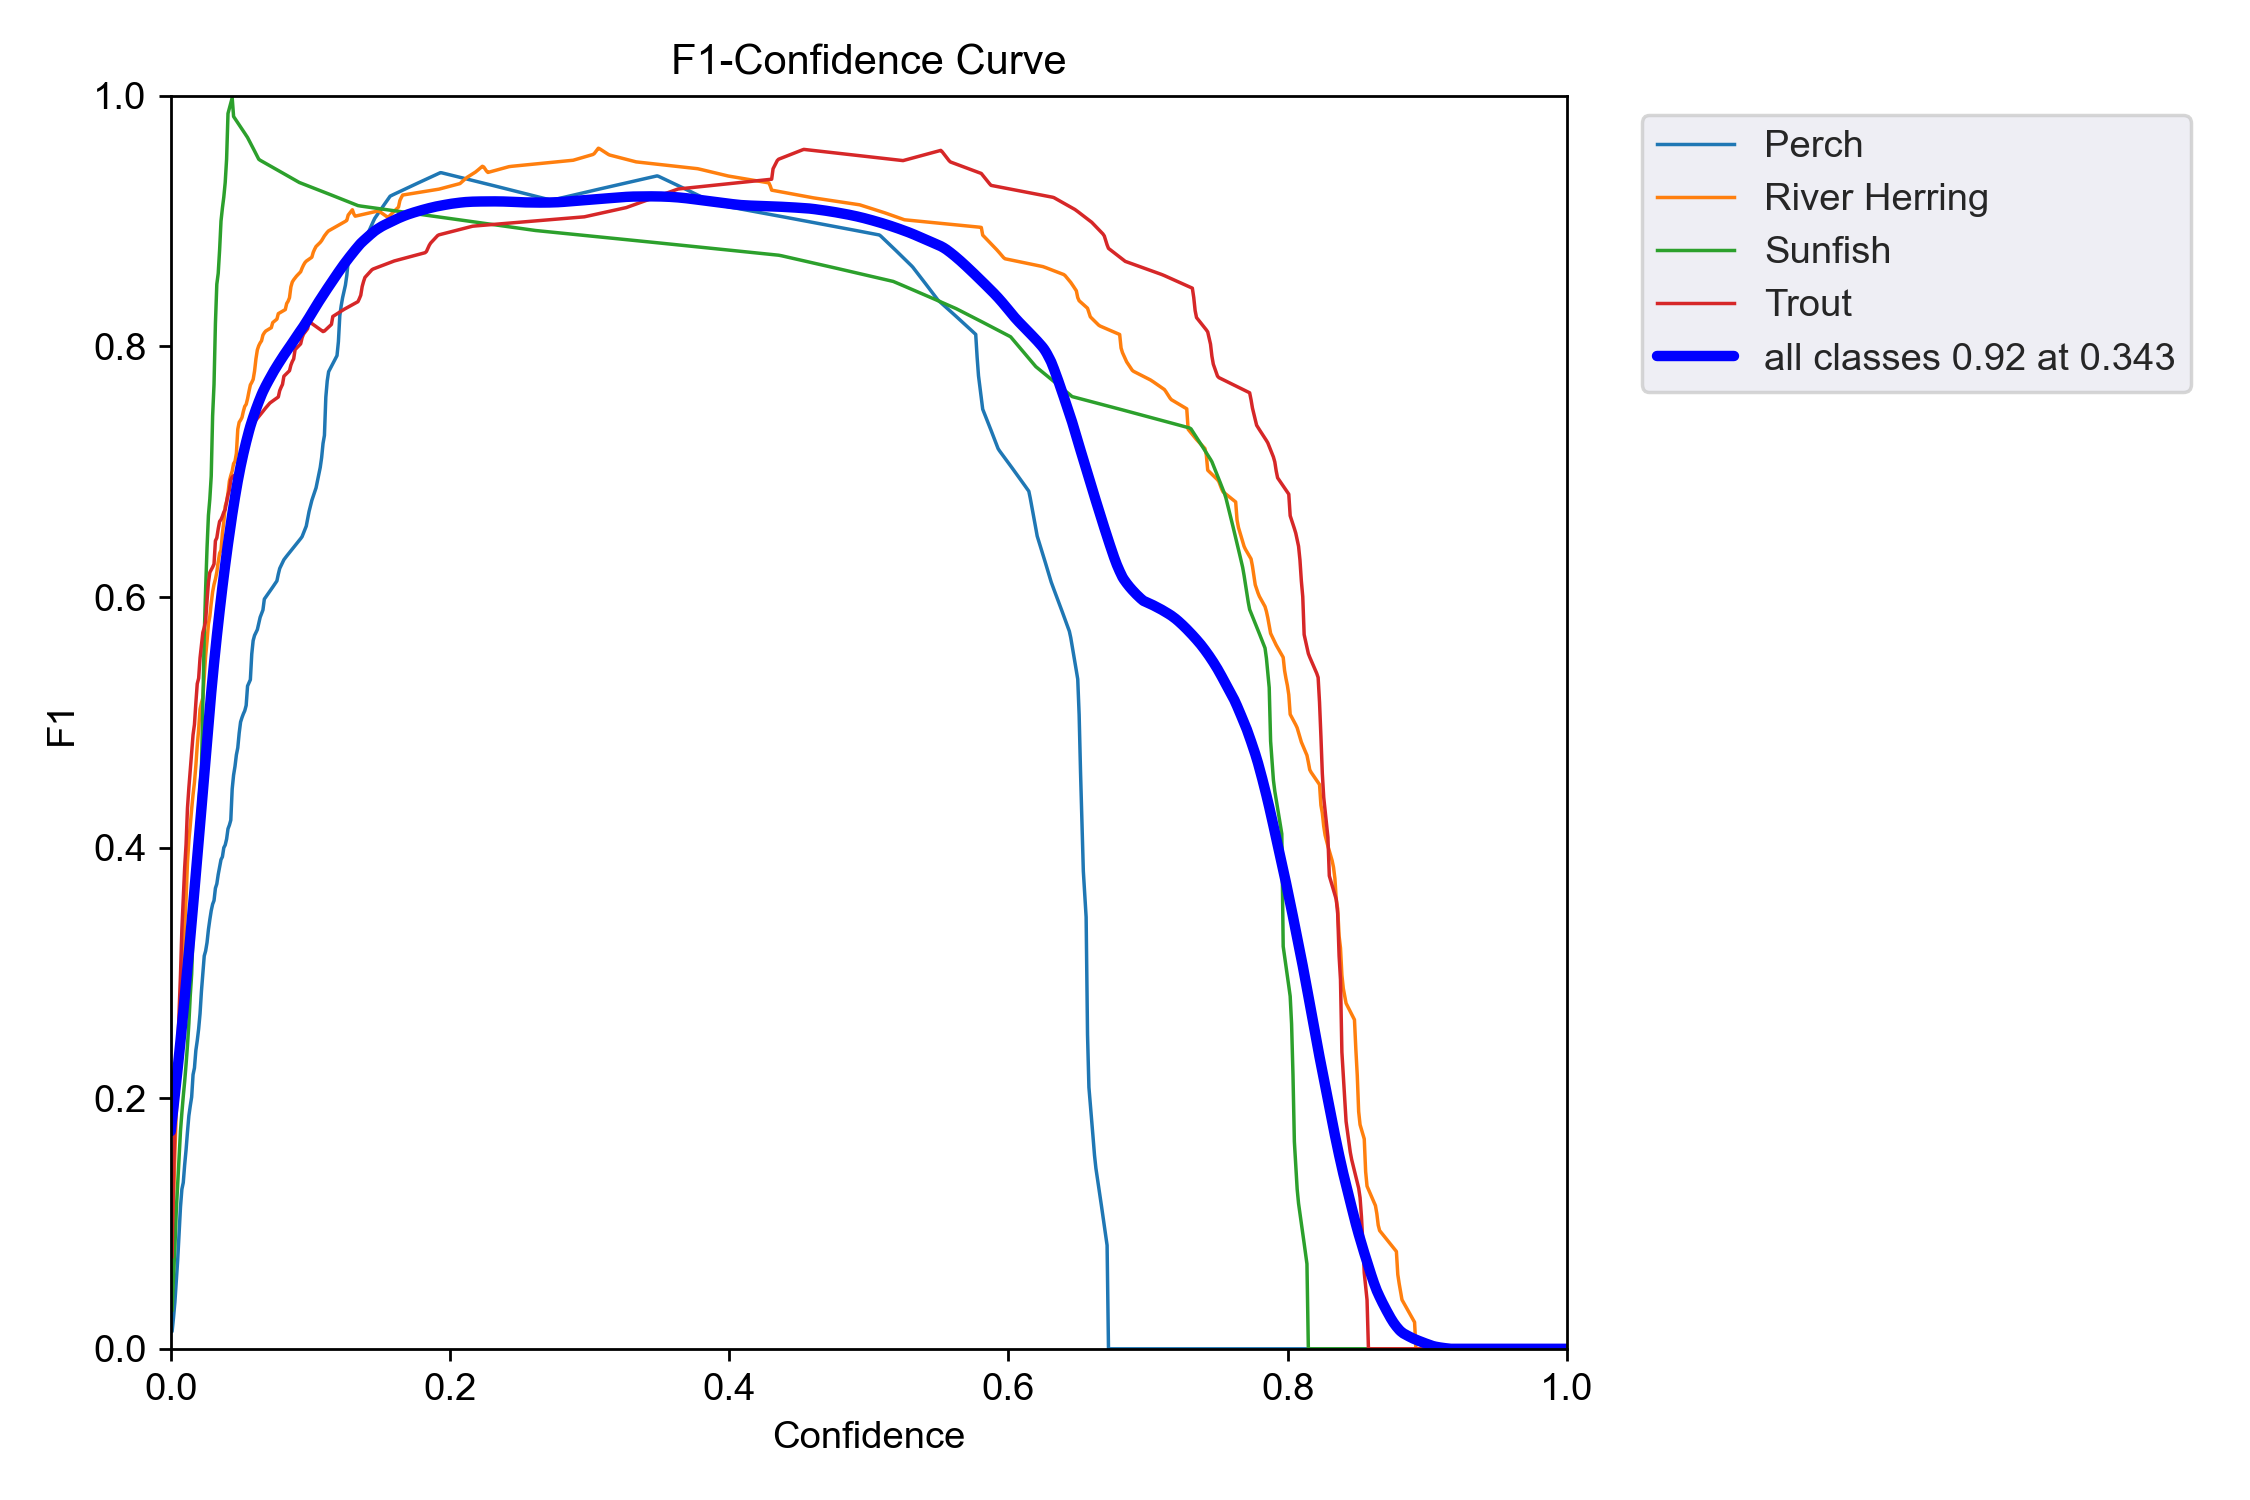 F1-Confidence Curve
1.0
0.8
0.6
0.4
0.2
0.0
F1
0.0 0.2 0.4 0.6 0.8 1.0
Confidence
Perch
River Herring
Sunfish
Trout
all classes 0.92 at 0.343